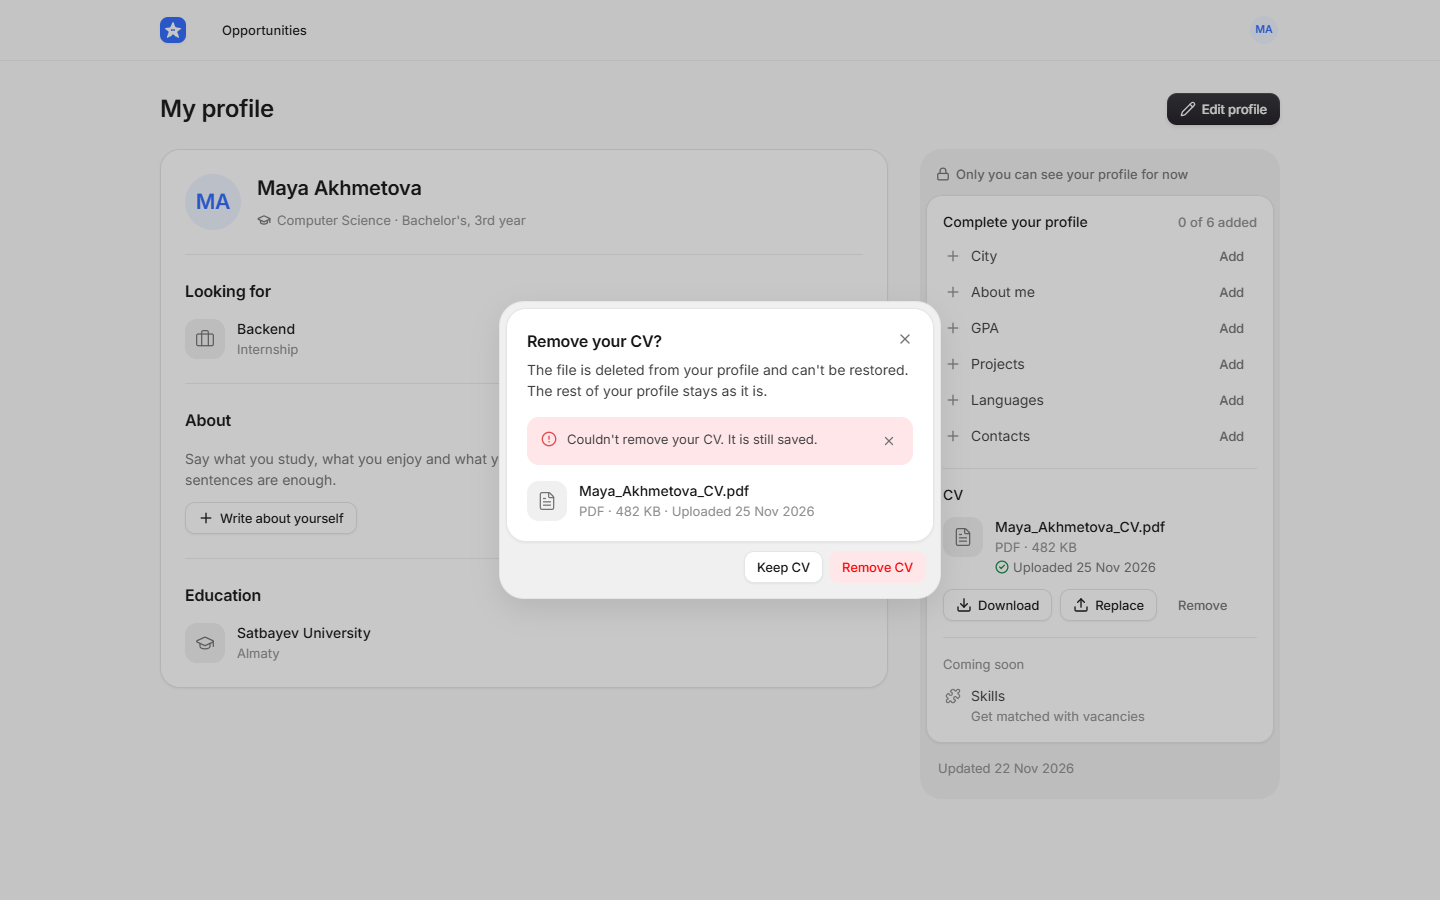 Opportunities
MA
My profile
Edit profile
MA
Maya Akhmetova
Computer Science · Bachelor's, 3rd year
Looking for
Backend
Internship
About
Say what you study, what you enjoy and what y
sentences are enough.
Write about yourself
Education
Satbayev University
Almaty
Remove your CV?
The file is deleted from your profile and can't be restored.
The rest of your profile stays as it is.
Couldn't remove your CV. It is still saved.
Maya_Akhmetova_CV.pdf
PDF · 482 KB · Uploaded 25 Nov 2026
Keep CV
Remove CV
Only you can see your profile for now
Complete your profile
0 of 6 added
City
Add
About me
Add
GPA
Add
Projects
Add
Languages
Add
Contacts
Add
CV
Maya_Akhmetova_CV.pdf
PDF · 482 KB
Uploaded 25 Nov 2026
Download
Replace
Remove
Coming soon
Skills
Get matched with vacancies
Updated 22 Nov 2026